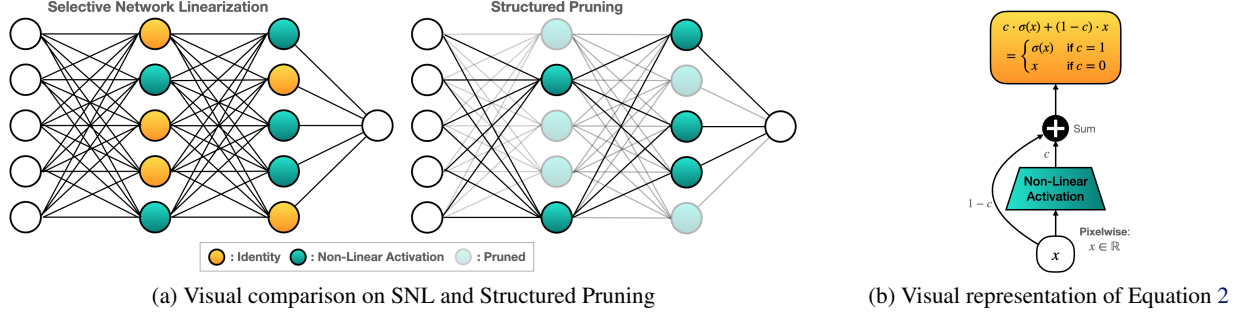 Selective Network Linearization
Structured Pruning
: Identity : Non-Linear Activation : Pruned
(a) Visual comparison on SNL and Structured Pruning
c · σ(x) + (1 − c) · x
= { σ(x) if c = 1
x if c = 0
Sum
c
Non-Linear
Activation
1 − c
Pixelwise:
x ∈ ℝ
x
(b) Visual representation of Equation 2